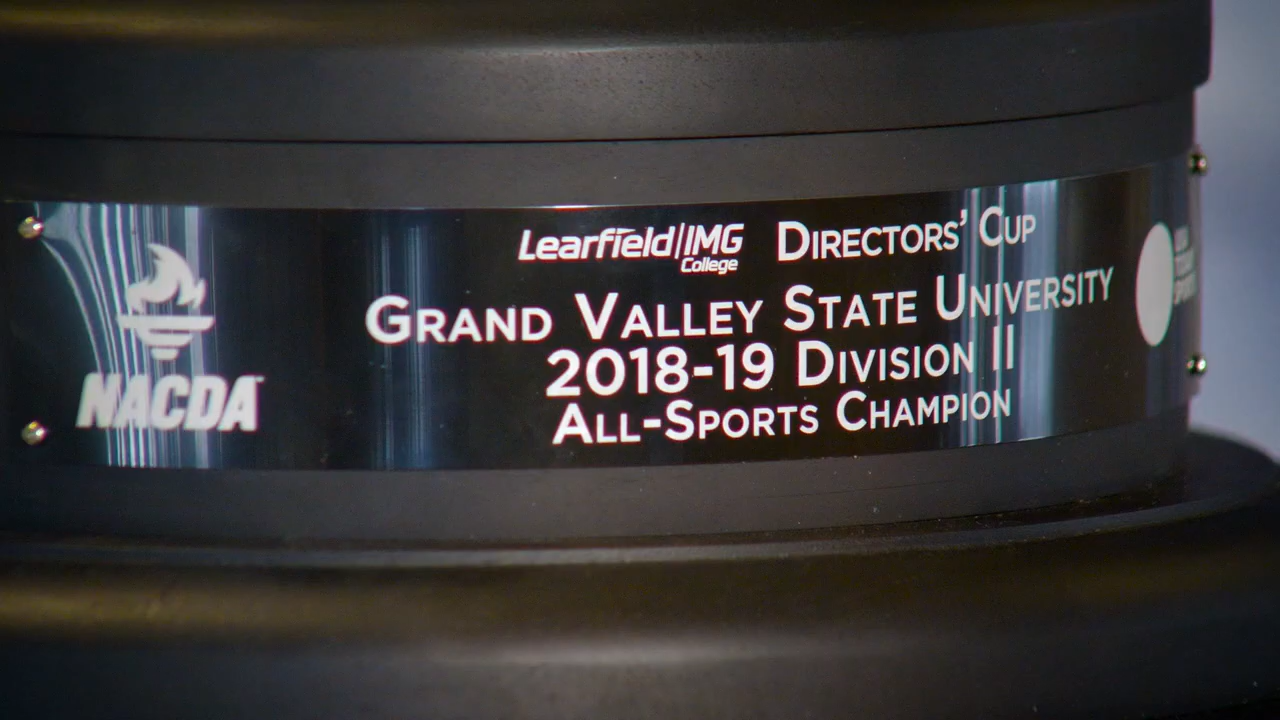 Learfield|IMG College DIRECTORS' CUP
GRAND VALLEY STATE UNIVERSITY
2018-19 DIVISION II
ALL-SPORTS CHAMPION
NACDA